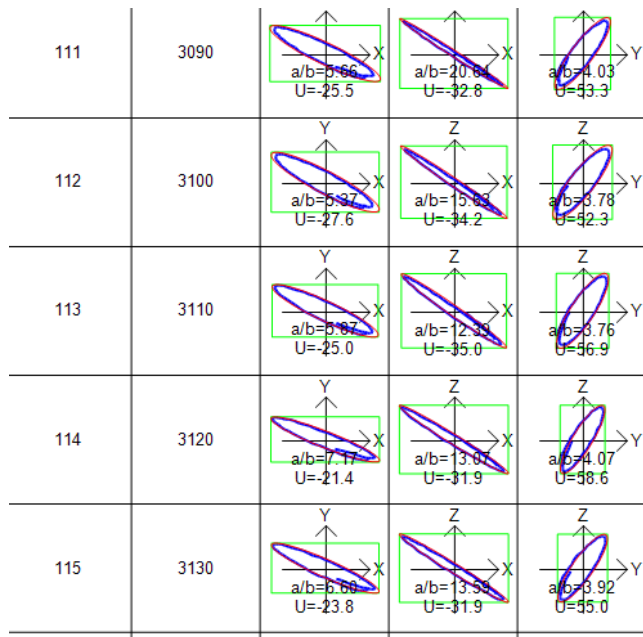 111 3090 X X Y
a/b=5.66 a/b=20.64 a/b=4.03
U=-25.5 U=-32.8 U=53.3
Y Z Z
112 3100 X X Y
a/b=5.37 a/b=15.63 a/b=3.78
U=-27.6 U=-34.2 U=52.3
Y Z Z
113 3110 X X Y
a/b=5.87 a/b=12.39 a/b=3.76
U=-25.0 U=-35.0 U=56.9
Y Z Z
114 3120 X X Y
a/b=7.17 a/b=13.07 a/b=4.07
U=-21.4 U=-31.9 U=58.6
Y Z Z
115 3130 X X Y
a/b=6.60 a/b=13.59 a/b=3.92
U=-23.8 U=-31.9 U=55.0